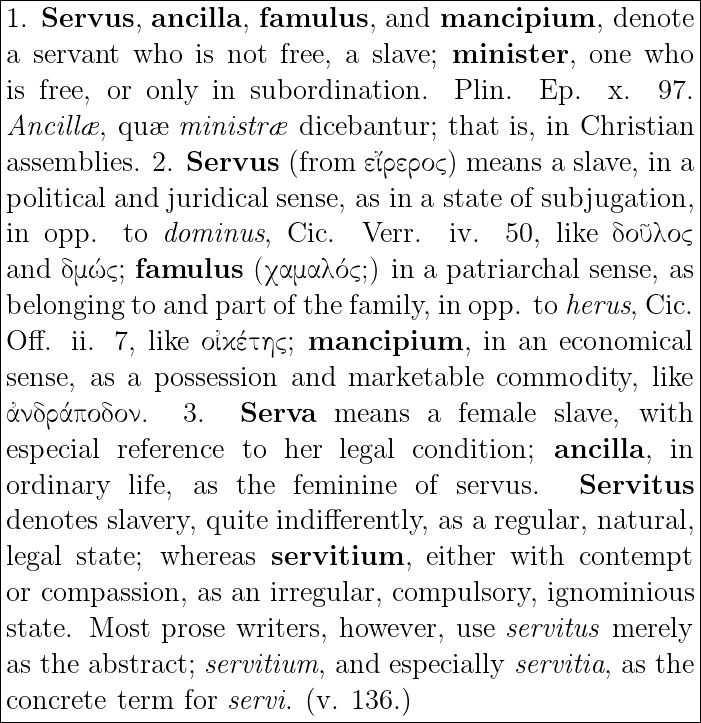 1. Servus, ancilla, famulus, and mancipium, denote
a servant who is not free, a slave; minister, one who
is free, or only in subordination. Plin. Ep. x. 97.
Ancillæ, quæ ministræ dicebantur; that is, in Christian
assemblies. 2. Servus (from εἴρερος) means a slave, in a
political and juridical sense, as in a state of subjugation,
in opp. to dominus, Cic. Verr. iv. 50, like δοῦλος
and δμώς; famulus (χαμαλός;) in a patriarchal sense, as
belonging to and part of the family, in opp. to herus, Cic.
Off. ii. 7, like οἰκέτης; mancipium, in an economical
sense, as a possession and marketable commodity, like
ἀνδράποδον. 3. Serva means a female slave, with
especial reference to her legal condition; ancilla, in
ordinary life, as the feminine of servus. Servitus
denotes slavery, quite indifferently, as a regular, natural,
legal state; whereas servitium, either with contempt
or compassion, as an irregular, compulsory, ignominious
state. Most prose writers, however, use servitus merely
as the abstract; servitium, and especially servitia, as the
concrete term for servi. (v. 136.)